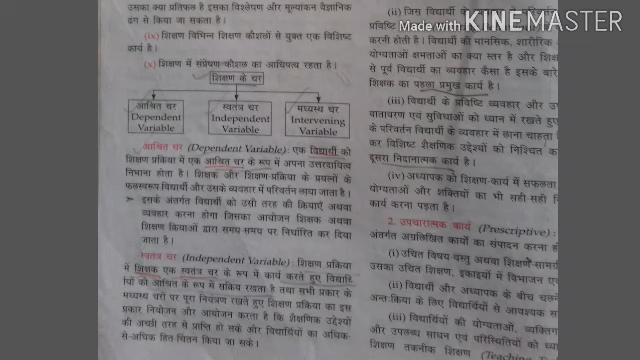 उसका क्या प्रतिफल है इसका विश्लेषण और मूल्यांकन वैज्ञानिक
ढंग से किया जा सकता है।
(ix) शिक्षण विभिन्न शिक्षण कौशलों से युक्त एक विशिष्ट
कार्य है।
(x) शिक्षण में संप्रेषण-कौशल का आधिपत्य रहता है।
शिक्षण के चर
आश्रित चर
Dependent
Variable
स्वतंत्र चर
Independent
Variable
मध्यस्थ चर
Intervening
Variable
आश्रित चर (Dependent Variable): एक विद्यार्थी को
शिक्षण प्रक्रिया में एक आश्रित चर के रूप में अपना उत्तरदायित्व
निभाना होता है। शिक्षक और शिक्षण-प्रक्रिया के प्रयत्नों के
फलस्वरूप विद्यार्थी और उसके व्यवहार में परिवर्तन लाया जाता है।
➢ इसके अंतर्गत विद्यार्थी को उसी तरह की क्रियाएँ अथवा
व्यवहार करना होगा जिसका आयोजन शिक्षक अथवा
शिक्षण क्रियाओं द्वारा समय समय पर निर्धारित कर दिया
जाता है।
स्वतंत्र चर (Independent Variable): शिक्षण प्रक्रिया
में शिक्षक एक स्वतंत्र चर के रूप में कार्य करते हुए विद्यार्
थियों को आश्रित के रूप में सक्रिय रखता है तथा सभी प्रकार के
मध्यस्थ चरों पर पूरा नियंत्रण रखते हुए शिक्षण प्रक्रिया का इस
प्रकार नियोजन और आयोजन करता है कि शैक्षणिक उद्देश्यों
की अच्छी तरह से प्राप्ति हो सके और विद्यार्थियों का अधिक-
से-अधिक हित चिंतन किया जा सके।
(ii) जिस विद्यार्थी के
प्रविष्टि
करनी होती है। विद्यार्थी की मानसिक, शारीरिक
योग्यताओं क्षमताओं का क्या स्तर है और शिक्ष
से पूर्व विद्यार्थी का व्यवहार कैसा है इसके बारे
शिक्षक का पहला प्रमुख कार्य है।
(iii) विद्यार्थी के प्रविष्टि व्यवहार और उप
वातावरण एवं सुविधाओं को ध्यान में रखते हुए
के परिवर्तन विद्यार्थी के व्यवहार में लाना चाहता
कर विशिष्ट शैक्षणिक उद्देश्यों को निश्चित क
दूसरा निदानात्मक कार्य है।
(iv) अध्यापक को शिक्षण-कार्य में सफलता
योग्यताओं और शक्तियों का भी सही-सही
कार्य करना पड़ता है।
2. उपचारात्मक कार्य (Prescriptive)
अंतर्गत अग्रलिखित कार्यों का संपादन करना ह
(i) उचित विषय वस्तु अथवा शिक्षण-सामग्
उसका उचित शिक्षण, इकाइयों में विभाजन ए
(ii) विद्यार्थी और अध्यापक के बीच चल
अन्तःक्रिया के लिए विद्यार्थियों से आवश्यक स
(iii) विद्यार्थियों की योग्यताओं, व्यक्तिग
और उपलब्ध साधन एवं परिस्थितियों को ध्या
शिक्षण तकनीक शिक्षण (Teaching
Made with KINEMASTER